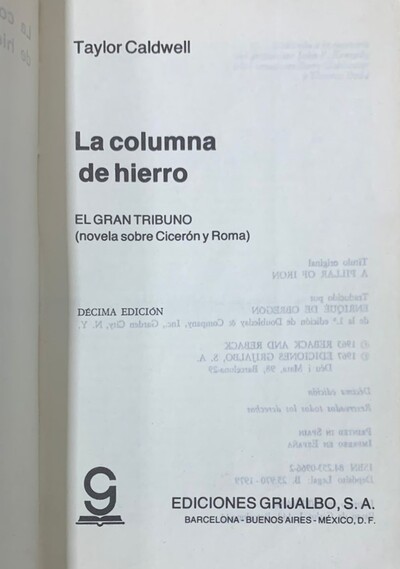 Taylor Caldwell
La columna
de hierro
EL GRAN TRIBUNO
(novela sobre Cicerón y Roma)
DÉCIMA EDICIÓN
EDICIONES GRIJALBO, S. A.
BARCELONA - BUENOS AIRES - MÉXICO, D. F.
Título original
A PILLAR OF IRON
Traducido por
ENRIQUE DE OBREGON
de la 1.ª edición de Doubleday & Company, Inc., Garden City, N. Y.
© 1965 REBACK AND REBACK
© 1967 EDICIONES GRIJALBO, S. A.
Décima edición
Reservados todos los derechos
PRINTED IN SPAIN
IMPRESO EN ESPAÑA